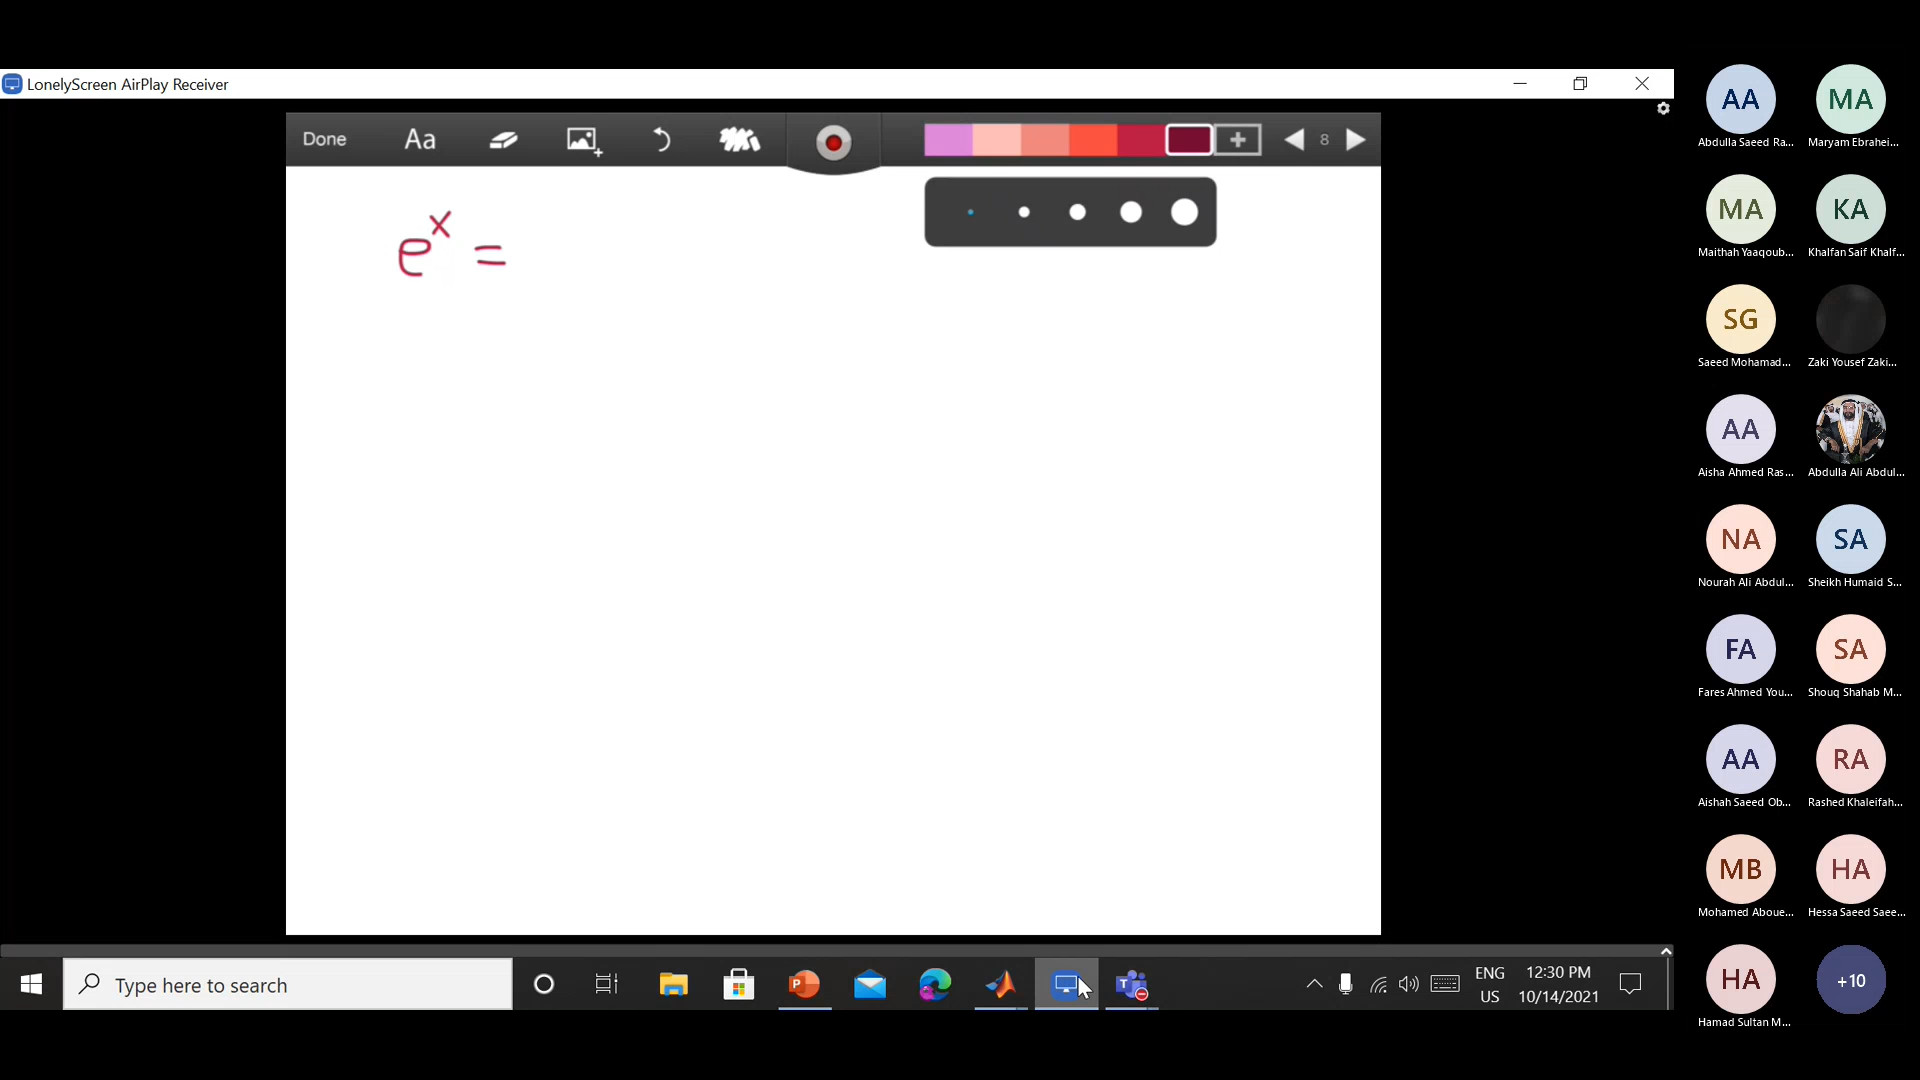 LonelyScreen AirPlay Receiver
Done
Aa
8
e^x =
AA
Abdulla Saeed Ra...
MA
Maryam Ebrahei...
MA
Maithah Yaaqoub...
KA
Khalfan Saif Khalf...
SG
Saeed Mohamad...
Zaki Yousef Zaki...
AA
Aisha Ahmed Ras...
Abdulla Ali Abdul...
NA
Nourah Ali Abdul...
SA
Sheikh Humaid S...
FA
Fares Ahmed You...
SA
Shouq Shahab M...
AA
Aishah Saeed Ob...
RA
Rashed Khaleifah...
MB
Mohamed Aboue...
HA
Hessa Saeed Saee...
HA
Hamad Sultan M...
+10
Type here to search
ENG
US
12:30 PM
10/14/2021